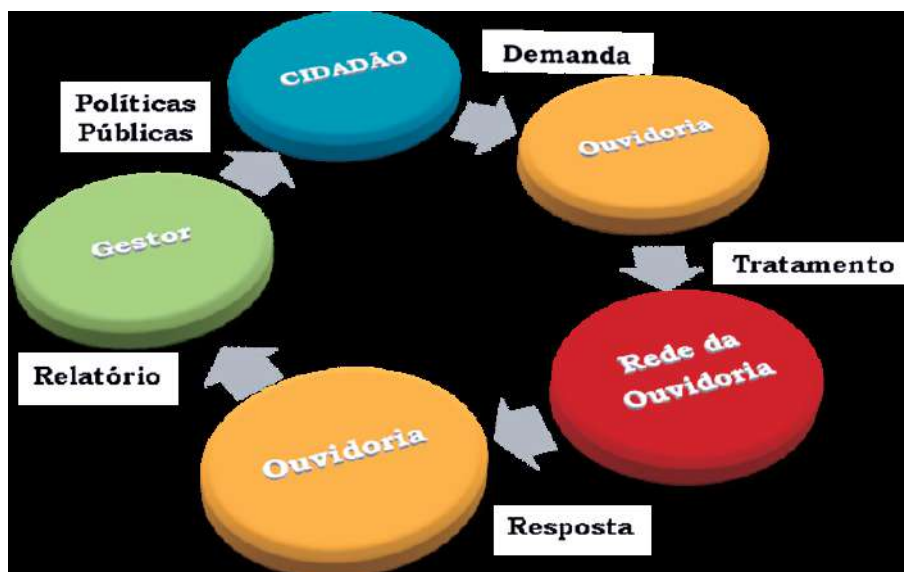 CIDADÃO
Demanda
Ouvidoria
Tratamento
Rede da
Ouvidoria
Resposta
Ouvidoria
Relatório
Gestor
Políticas
Públicas